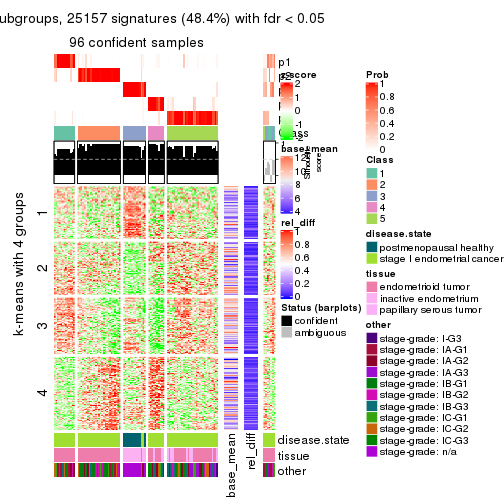 ubgroups, 25157 signatures (48.4%) with fdr < 0.05
96 confident samples
p1
z-score
2
1
0
-1
-2
Class
base_mean
12
4
Silhouette
score
rel_diff
1
0.8
0.6
0.4
0.2
0
Status (barplots)
confident
ambiguous
k-means with 4 groups
1
2
3
4
base_mean
rel_diff
disease.state
tissue
other
Prob
1
0.8
0.6
0.4
0.2
0
Class
1
2
3
4
5
disease.state
postmenopausal healthy
stage I endometrial cancer
tissue
endometrioid tumor
inactive endometrium
papillary serous tumor
other
stage-grade: I-G3
stage-grade: IA-G1
stage-grade: IA-G2
stage-grade: IA-G3
stage-grade: IB-G1
stage-grade: IB-G2
stage-grade: IB-G3
stage-grade: IC-G1
stage-grade: IC-G2
stage-grade: IC-G3
stage-grade: n/a